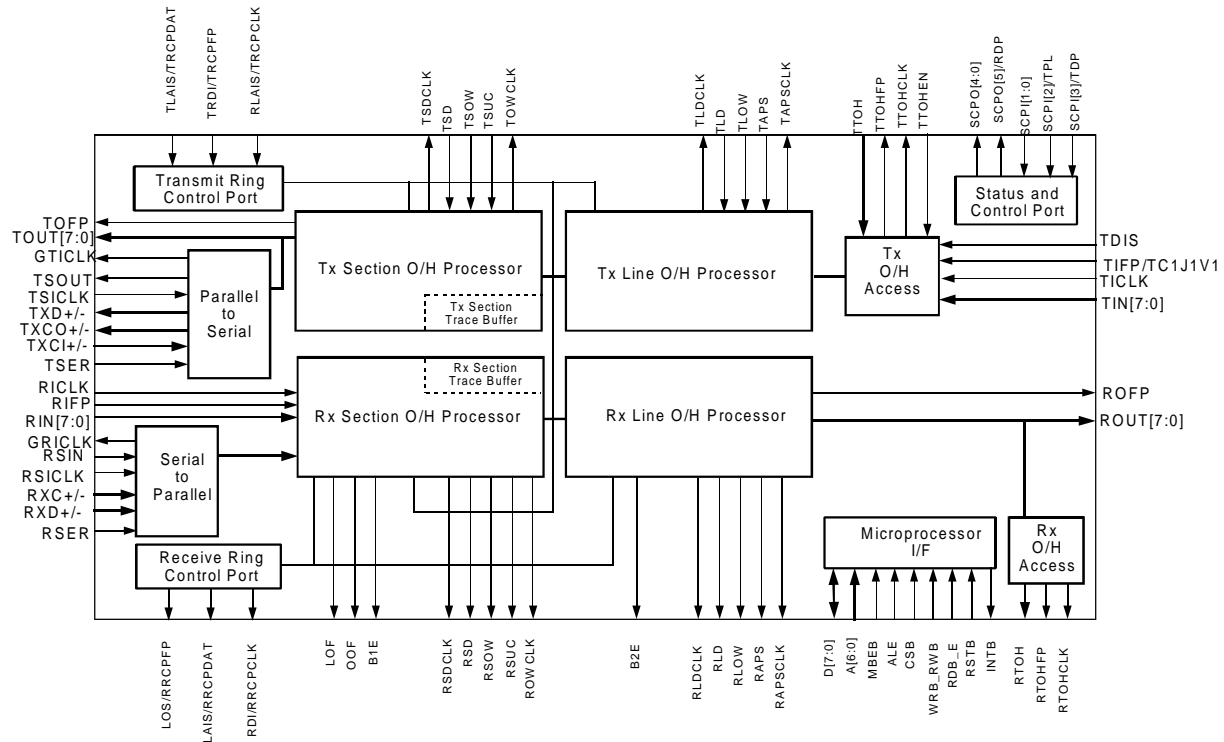 TLAIS/TRCPDAT
TRDI/TRCPFP
RLAIS/TRCPCLK
TSDCLK
TSD
TSOW
TSUC
TOWCLK
TLDCLK
TLD
TLOW
TAPS
TAPSCLK
TTOH
TTOHFP
TTOHCLK
TTOHEN
SCPO[4:0]
SCPO[5]/RDP
SCPI[1:0]
SCPI[2]/TPL
SCPI[3]/TDP
Transmit Ring
Control Port
Status and
Control Port
TOFP
TOUT[7:0]
GTICLK
TSOUT
TSICLK
TXD+/-
TXCO+/-
TXCI+/-
TSER
Parallel
to
Serial
Tx Section O/H Processor
Tx Section
Trace Buffer
Tx Line O/H Processor
Tx
O/H
Access
TDIS
TIFP/TC1J1V1
TICLK
TIN[7:0]
RICLK
RIFP
RIN[7:0]
GRICLK
RSIN
RSICLK
RXC+/-
RXD+/-
RSER
Serial
to
Parallel
Rx Section
Trace Buffer
Rx Section O/H Processor
Rx Line O/H Processor
ROFP
ROUT[7:0]
Receive Ring
Control Port
Microprocessor
I/F
Rx
O/H
Access
LOS/RRCPFP
LAIS/RRCPDAT
RDI/RRCPCLK
LOF
OOF
B1E
RSDCLK
RSD
RSOW
RSUC
ROWCLK
B2E
RLDCLK
RLD
RLOW
RAPS
RAPSCLK
D[7:0]
A[6:0]
MBEB
ALE
CSB
WRB_RWB
RDB_E
RSTB
INTB
RTOH
RTOHFP
RTOHCLK